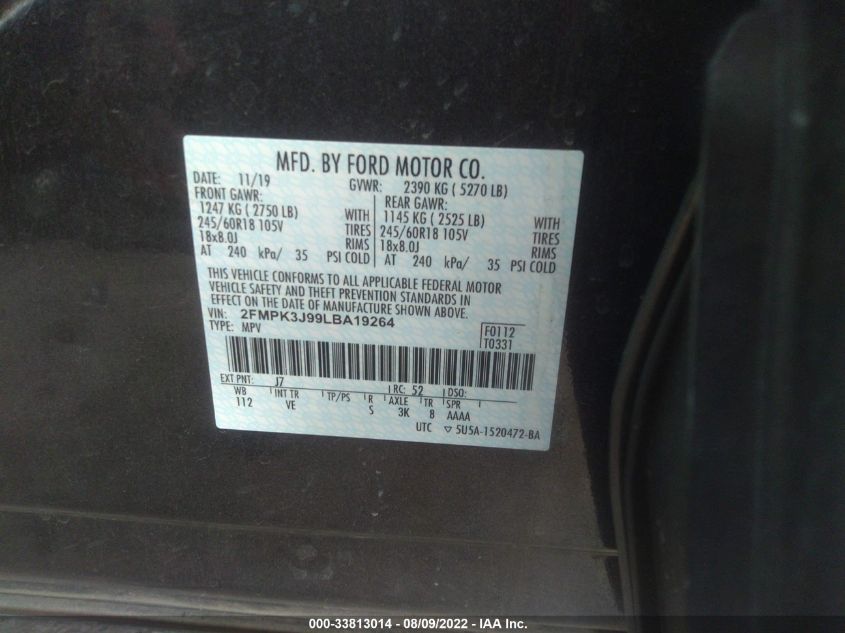 MFD. BY FORD MOTOR CO.
DATE: 11/19 GVWR: 2390 KG ( 5270 LB)
FRONT GAWR: REAR GAWR:
1247 KG ( 2750 LB) WITH 1145 KG ( 2525 LB) WITH
245/60R18 105V TIRES 245/60R18 105V TIRES
18x8.0J RIMS 18x8.0J RIMS
AT 240 kPa/ 35 PSI COLD AT 240 kPa/ 35 PSI COLD
THIS VEHICLE CONFORMS TO ALL APPLICABLE FEDERAL MOTOR
VEHICLE SAFETY AND THEFT PREVENTION STANDARDS IN
EFFECT ON THE DATE OF MANUFACTURE SHOWN ABOVE.
VIN: 2FMPK3J99LBA19264
TYPE: MPV F0112
T0331
EXT PNT: J7 RC: 52 DSO:
WB INT TR TP/PS R AXLE TR SPR
112 VE S 3K 8 AAAA
UTC ▽ 5U5A-1520472-BA
000-33813014 - 08/09/2022 - IAA Inc.